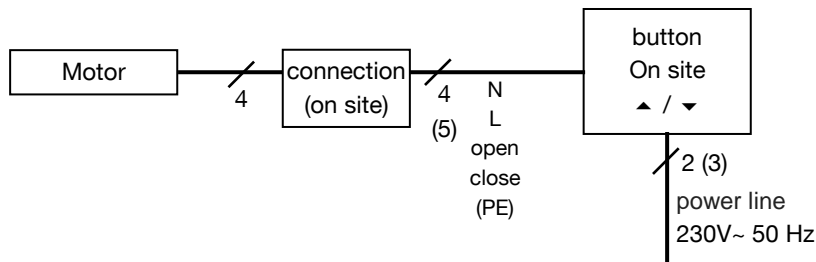 Motor
4
connection
(on site)
4
(5)
N
L
open
close
(PE)
button
On site
▲ / ▼
2 (3)
power line
230V~ 50 Hz